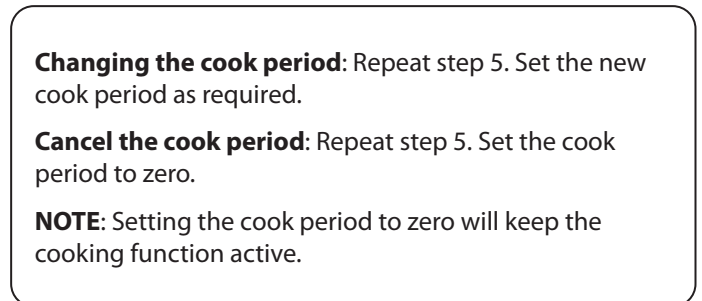 Changing the cook period: Repeat step 5. Set the new
cook period as required.
Cancel the cook period: Repeat step 5. Set the cook
period to zero.
NOTE: Setting the cook period to zero will keep the
cooking function active.